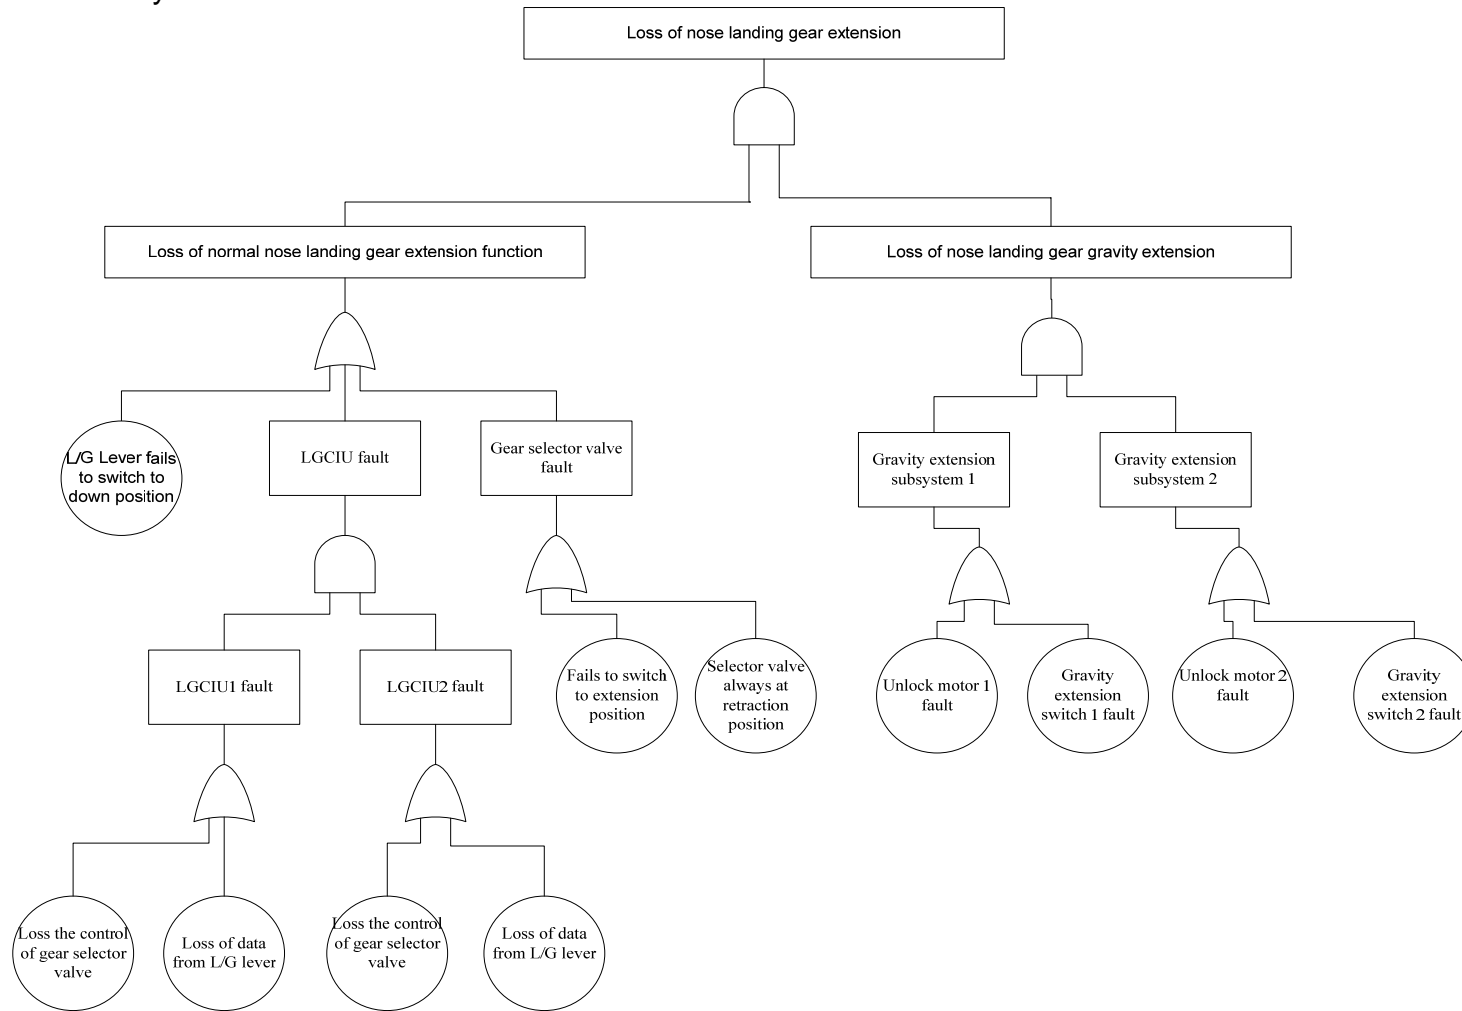 Loss of nose landing gear extension
Loss of normal nose landing gear extension function
Loss of nose landing gear gravity extension
L/G Lever fails
to switch to
down position
LGCIU fault
Gear selector valve
fault
Gravity extension
subsystem 1
Gravity extension
subsystem 2
LGCIU1 fault
LGCIU2 fault
Fails to switch
to extension
position
Selector valve
always at
retraction
position
Unlock motor 1
fault
Gravity
extension
switch 1 fault
Unlock motor 2
fault
Gravity
extension
switch 2 fault
Loss the control
of gear selector
valve
Loss of data
from L/G lever
Loss the control
of gear selector
valve
Loss of data
from L/G lever